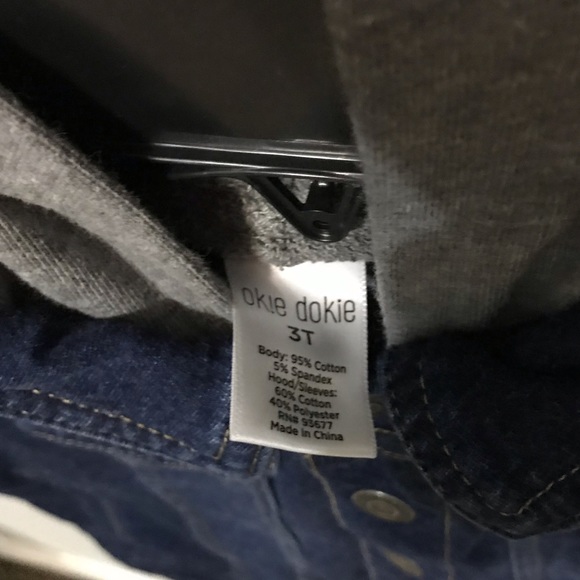 okie dokie
3T
Body: 95% Cotton
5% Spandex
Hood/Sleeves:
60% Cotton
40% Polyester
RN# 93677
Made in China